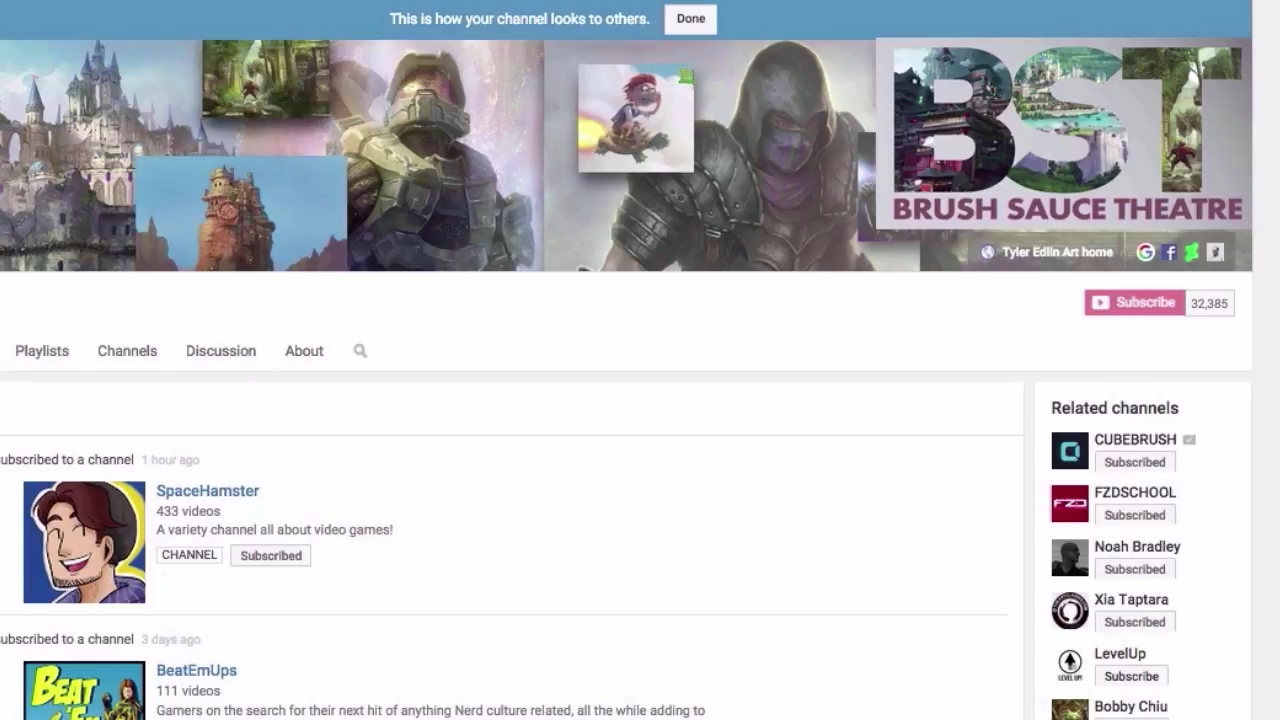 This is how your channel looks to others. Done
BST
BRUSH SAUCE THEATRE
Tyler Edlin Art home
Subscribe 32,385
Playlists Channels Discussion About
Related channels
CUBEBRUSH
Subscribed
ubscribed to a channel 1 hour ago
SpaceHamster
433 videos
A variety channel all about video games!
CHANNEL Subscribed
FZD
FZDSCHOOL
Subscribed
Noah Bradley
Subscribed
Xia Taptara
Subscribed
ubscribed to a channel 3 days ago
LEVEL UP!
LevelUp
Subscribe
BeatEmUps
111 videos
Gamers on the search for their next hit of anything Nerd culture related, all the while adding to
BEAT
Bobby Chiu